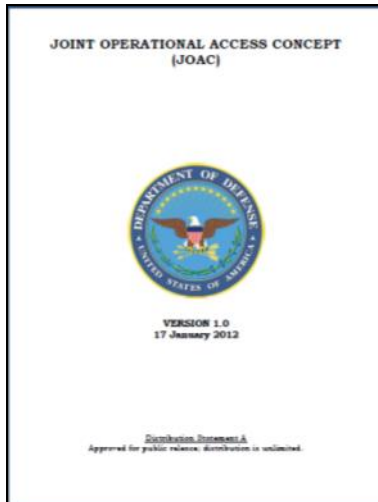 JOINT OPERATIONAL ACCESS CONCEPT
(JOAC)
DEPARTMENT OF DEFENSE
UNITED STATES OF AMERICA
VERSION 1.0
17 January 2012
Distribution Statement A
Approved for public release; distribution is unlimited.